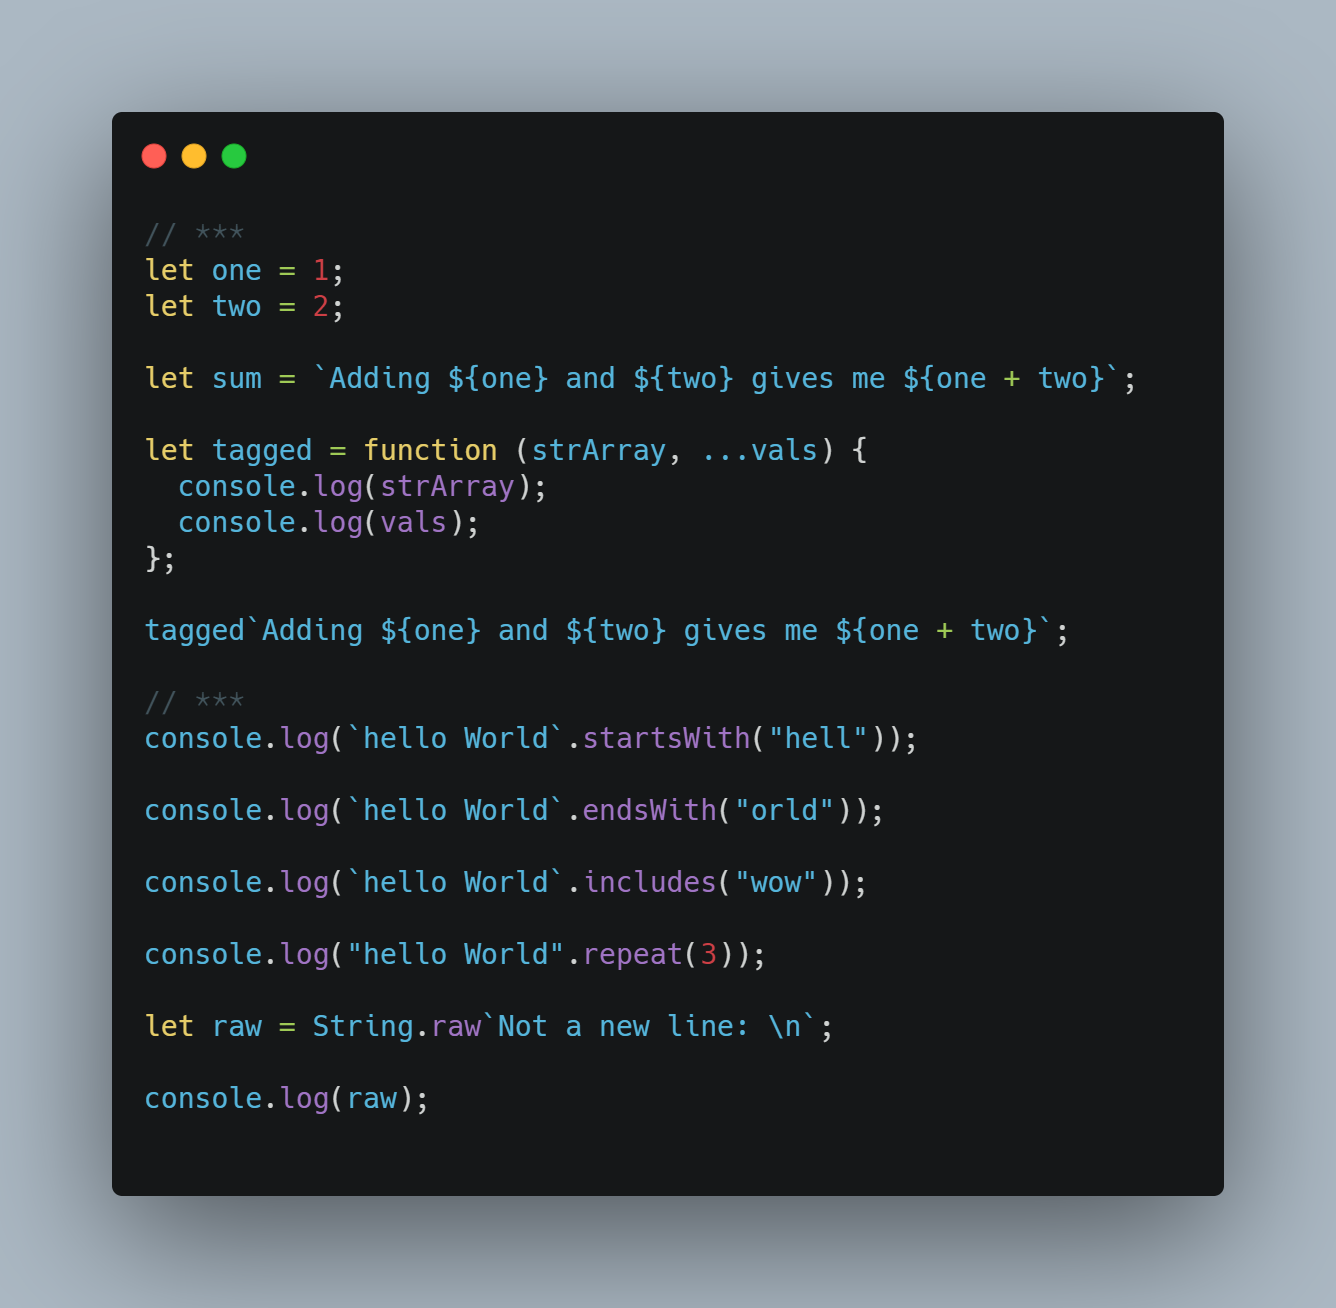 // ***
let one = 1;
let two = 2;
let sum = `Adding ${one} and ${two} gives me ${one + two}`;
let tagged = function (strArray, ...vals) {
  console.log(strArray);
  console.log(vals);
};
tagged`Adding ${one} and ${two} gives me ${one + two}`;
// ***
console.log(`hello World`.startsWith("hell"));
console.log(`hello World`.endsWith("orld"));
console.log(`hello World`.includes("wow"));
console.log("hello World".repeat(3));
let raw = String.raw`Not a new line: \n`;
console.log(raw);